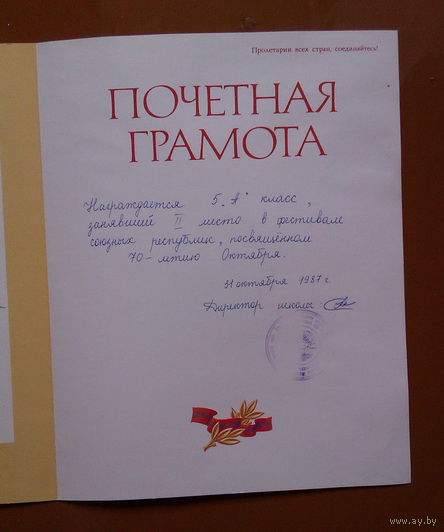 Пролетарии всех стран, соединяйтесь!
ПОЧЕТНАЯ
ГРАМОТА
Награждается 5 „А" класс,
занявший II место в фестивале
союзных республик, посвящённом
70-летию Октября.
31 октября 1987 г.
Директор школы:
www.ay.by